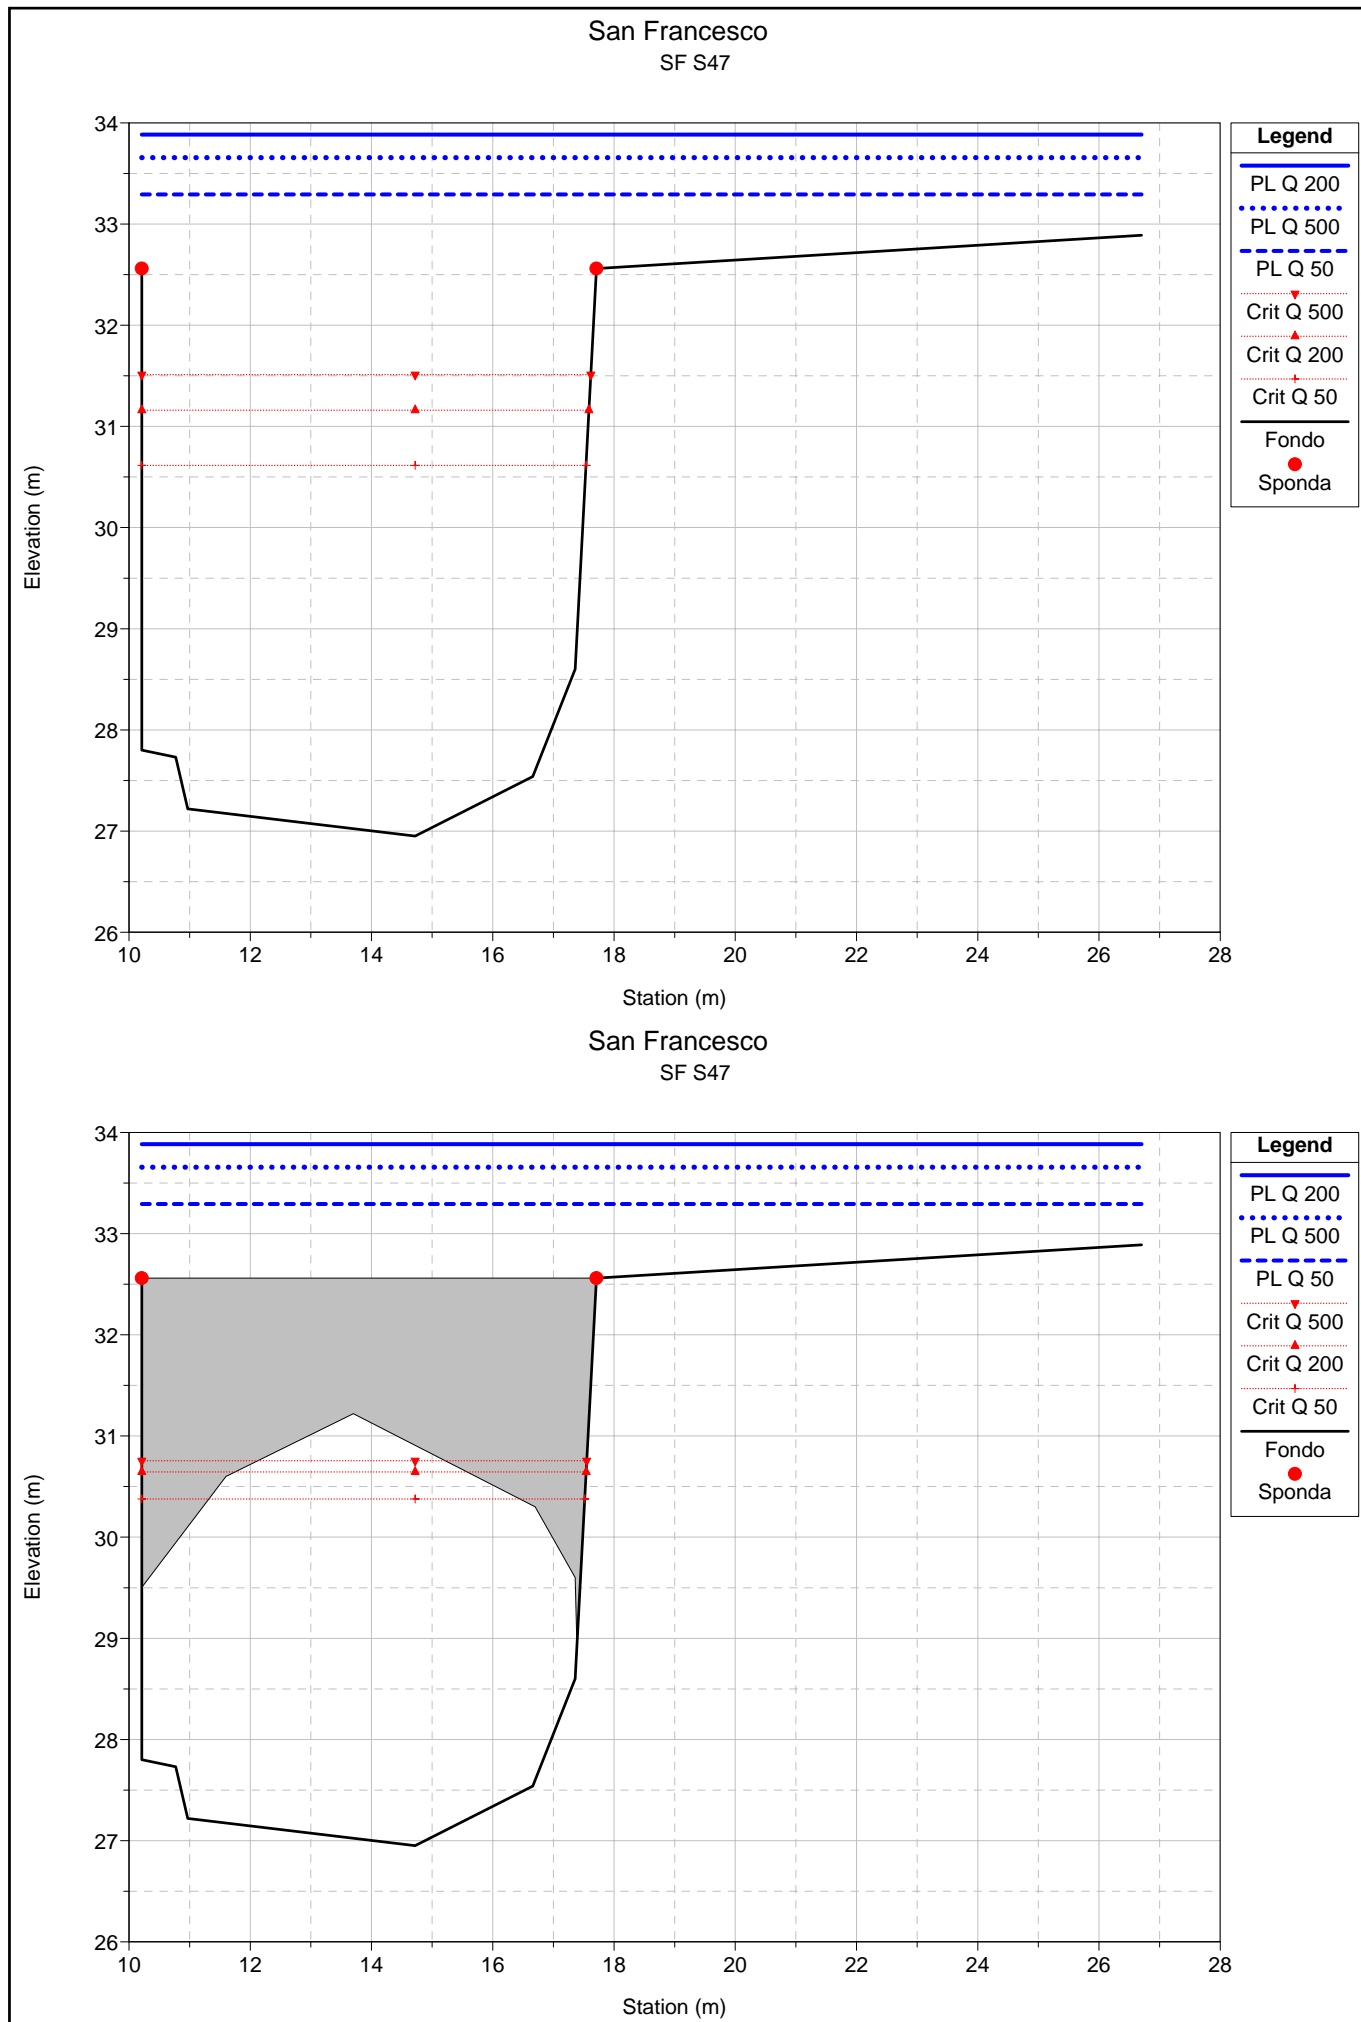 San Francesco
SF S47
34
33
32
31
30
29
28
27
26
Elevation (m)
10 12 14 16 18 20 22 24 26 28
Station (m)
Legend
PL Q 200
PL Q 500
PL Q 50
Crit Q 500
Crit Q 200
Crit Q 50
Fondo
Sponda
San Francesco
SF S47
34
33
32
31
30
29
28
27
26
Elevation (m)
10 12 14 16 18 20 22 24 26 28
Station (m)
Legend
PL Q 200
PL Q 500
PL Q 50
Crit Q 500
Crit Q 200
Crit Q 50
Fondo
Sponda